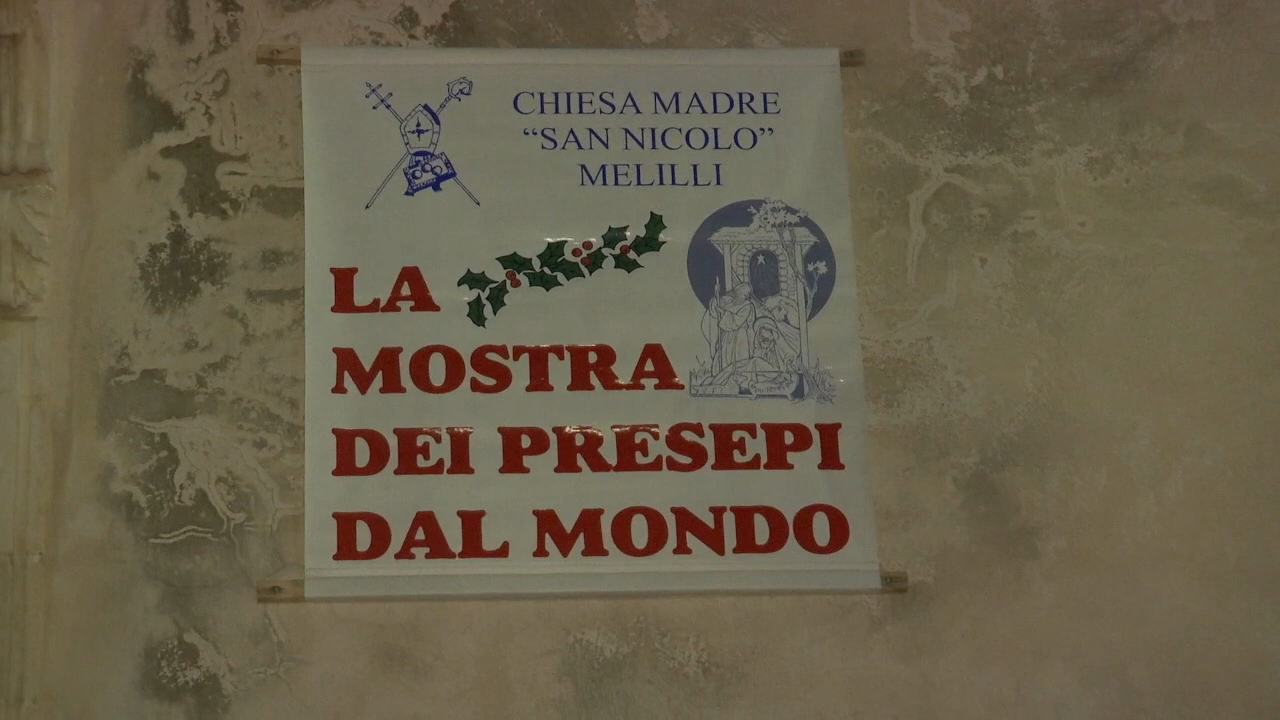 CHIESA MADRE
“SAN NICOLO”
MELILLI
LA
MOSTRA
DEI PRESEPI
DAL MONDO